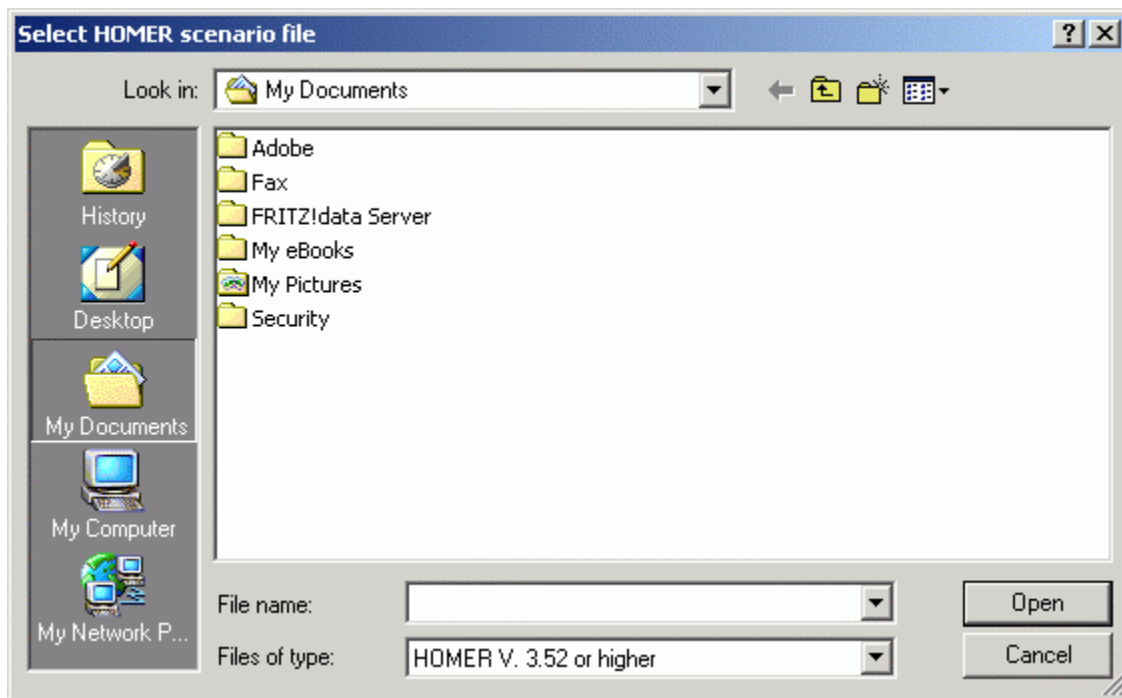 Select HOMER scenario file
Look in: My Documents
History
Desktop
My Documents
My Computer
My Network P...
Adobe
Fax
FRITZ!data Server
My eBooks
My Pictures
Security
File name:
Open
Files of type: HOMER V. 3.52 or higher
Cancel